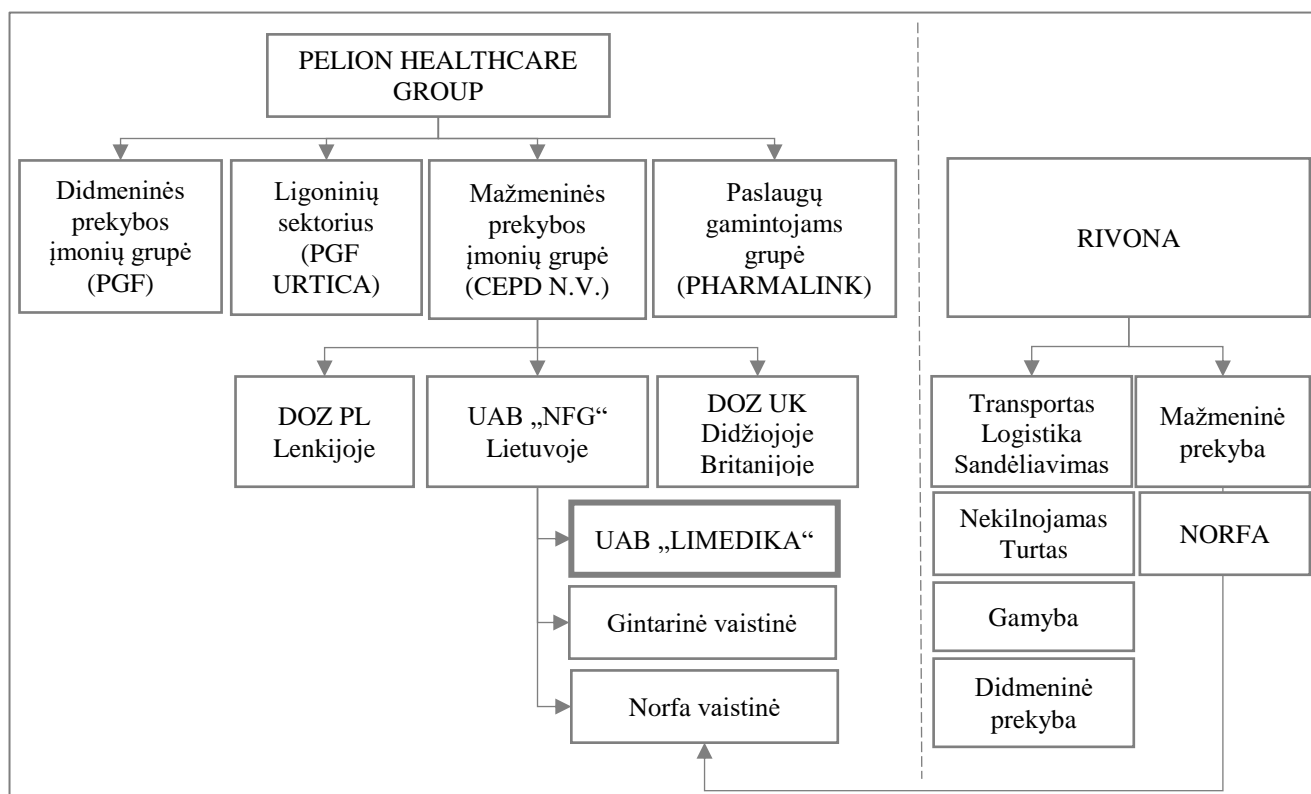 PELION HEALTHCARE
GROUP
Didmeninės
prekybos
įmonių grupė
(PGF)
Ligoninių
sektorius
(PGF
URTICA)
Mažmeninės
prekybos
įmonių grupė
(CEPD N.V.)
Paslaugų
gamintojams
grupė
(PHARMALINK)
RIVONA
DOZ PL
Lenkijoje
UAB „NFG“
Lietuvoje
DOZ UK
Didžiojoje
Britanijoje
Transportas
Logistika
Sandėliavimas
Mažmeninė
prekyba
UAB „LIMEDIKA“
Nekilnojamas
Turtas
NORFA
Gintarinė vaistinė
Gamyba
Norfa vaistinė
Didmeninė
prekyba